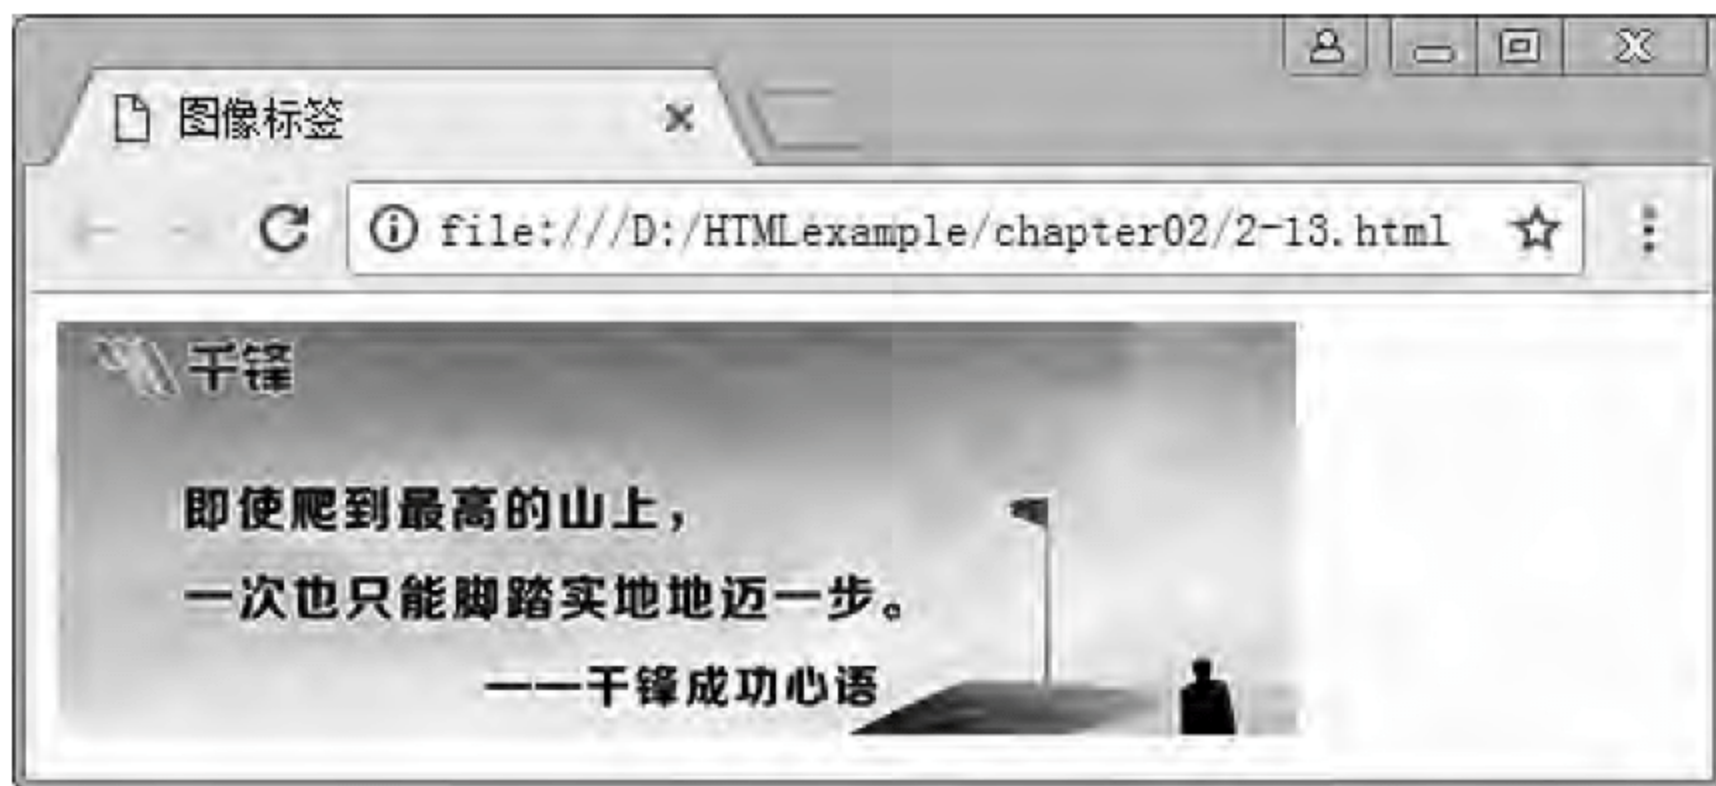 图像标签
file:///D:/HTMLexample/chapter02/2-13.html
千锋
即使爬到最高的山上，
一次也只能脚踏实地地迈一步。
——千锋成功心语